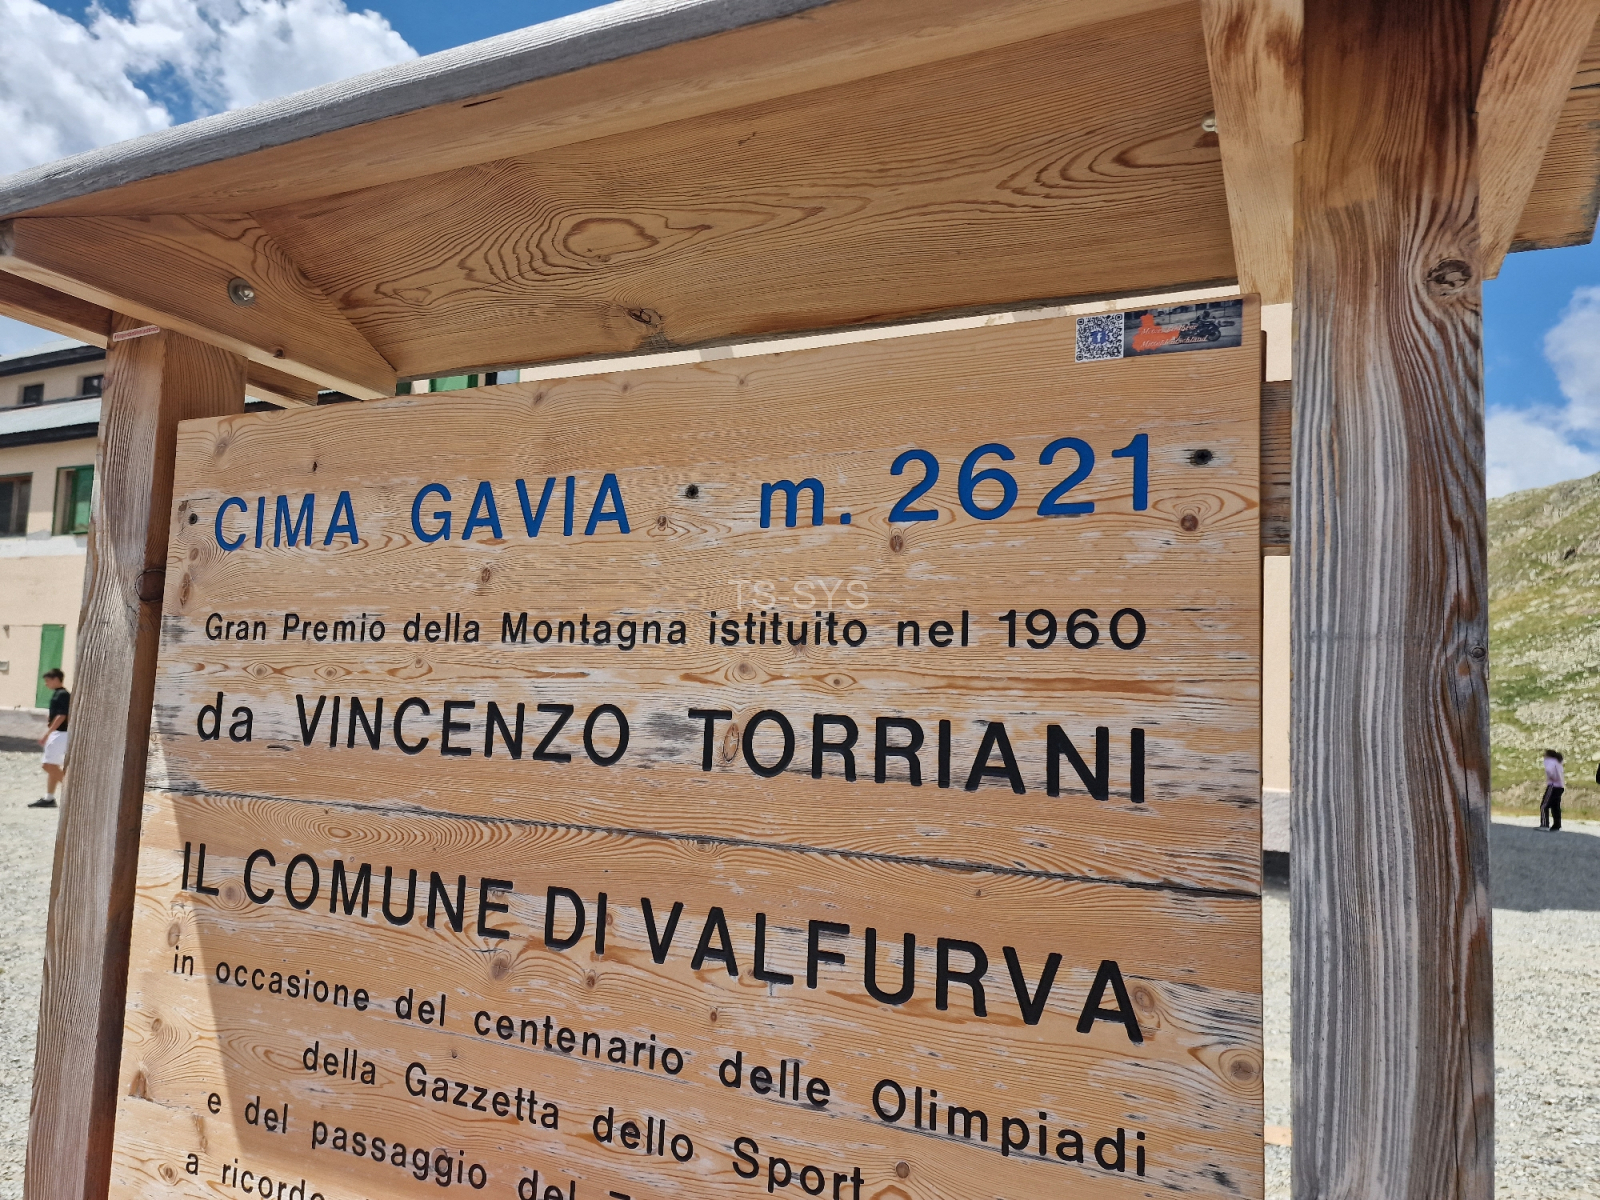 CIMA GAVIA m. 2621
TS SYS
Gran Premio della Montagna istituito nel 1960
da VINCENZO TORRIANI
IL COMUNE DI VALFURVA
in occasione del centenario delle Olimpiadi
della Gazzetta dello Sport
e del passaggio del
a ricordo